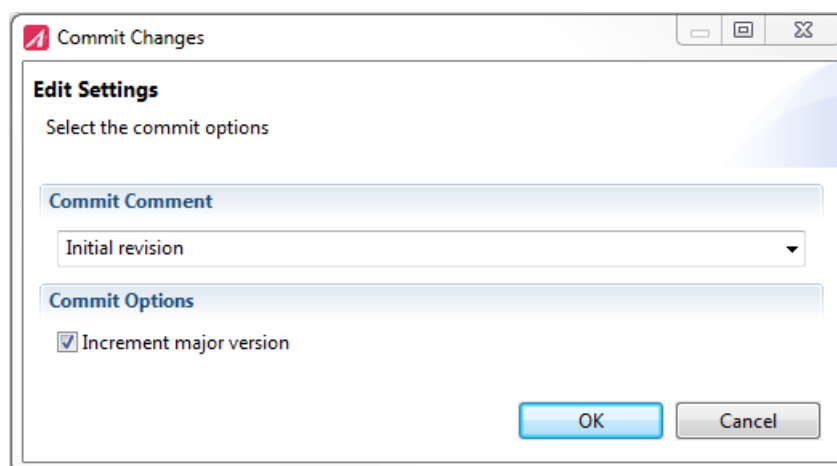 Commit Changes
Edit Settings
Select the commit options
Commit Comment
Initial revision
Commit Options
Increment major version
OK
Cancel